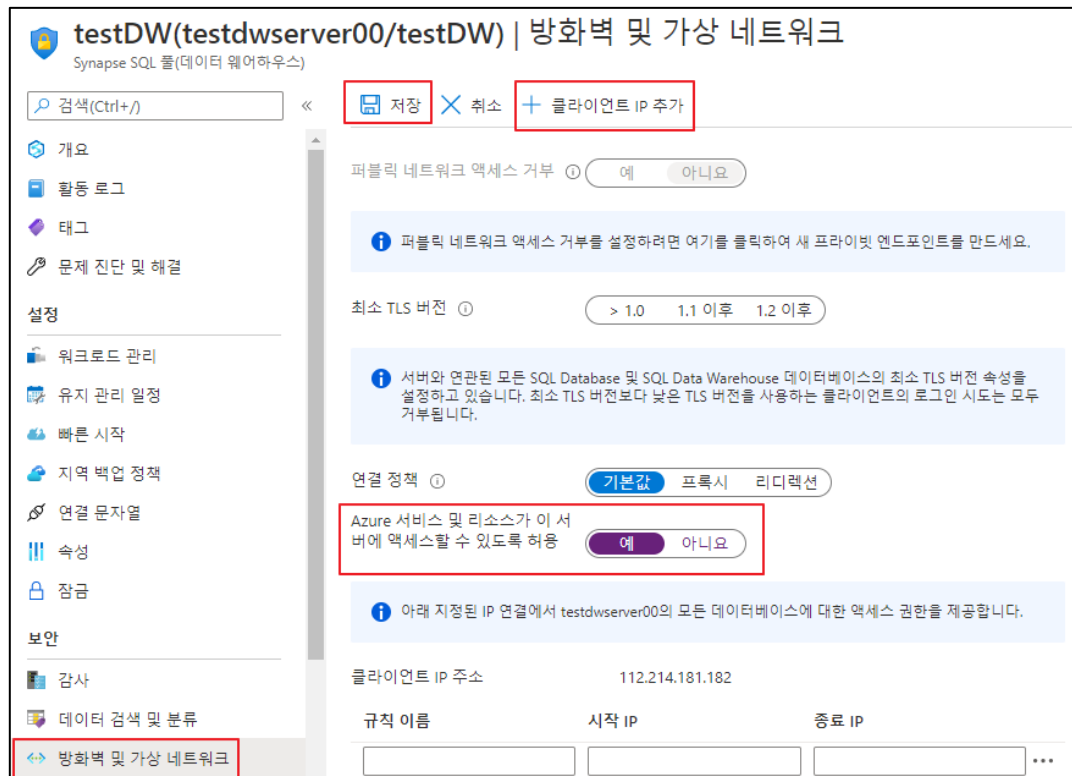 testDW(testdwserver00/testDW) | 방화벽 및 가상 네트워크
Synapse SQL 풀(데이터 웨어하우스)
검색(Ctrl+/)
«
저장
취소
클라이언트 IP 추가
개요
활동 로그
태그
문제 진단 및 해결
설정
워크로드 관리
유지 관리 일정
빠른 시작
지역 백업 정책
연결 문자열
속성
잠금
보안
감사
데이터 검색 및 분류
방화벽 및 가상 네트워크
퍼블릭 네트워크 액세스 거부 예 아니요
퍼블릭 네트워크 액세스 거부를 설정하려면 여기를 클릭하여 새 프라이빗 엔드포인트를 만드세요.
최소 TLS 버전 > 1.0 1.1 이후 1.2 이후
서버와 연관된 모든 SQL Database 및 SQL Data Warehouse 데이터베이스의 최소 TLS 버전 속성을
설정하고 있습니다. 최소 TLS 버전보다 낮은 TLS 버전을 사용하는 클라이언트의 로그인 시도는 모두
거부됩니다.
연결 정책 기본값 프록시 리디렉션
Azure 서비스 및 리소스가 이 서
버에 액세스할 수 있도록 허용 예 아니요
아래 지정된 IP 연결에서 testdwserver00의 모든 데이터베이스에 대한 액세스 권한을 제공합니다.
클라이언트 IP 주소 112.214.181.182
규칙 이름 시작 IP 종료 IP